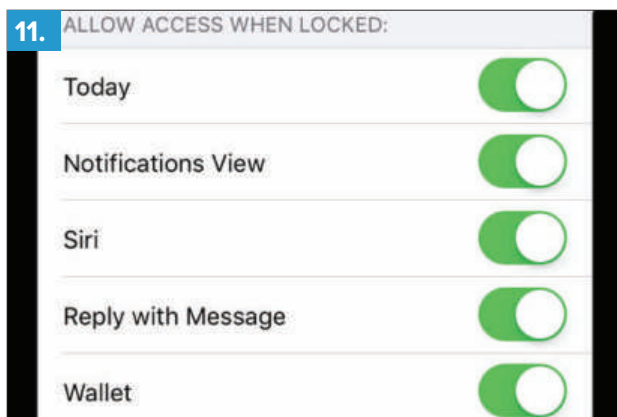 11.
ALLOW ACCESS WHEN LOCKED:
Today
Notifications View
Siri
Reply with Message
Wallet